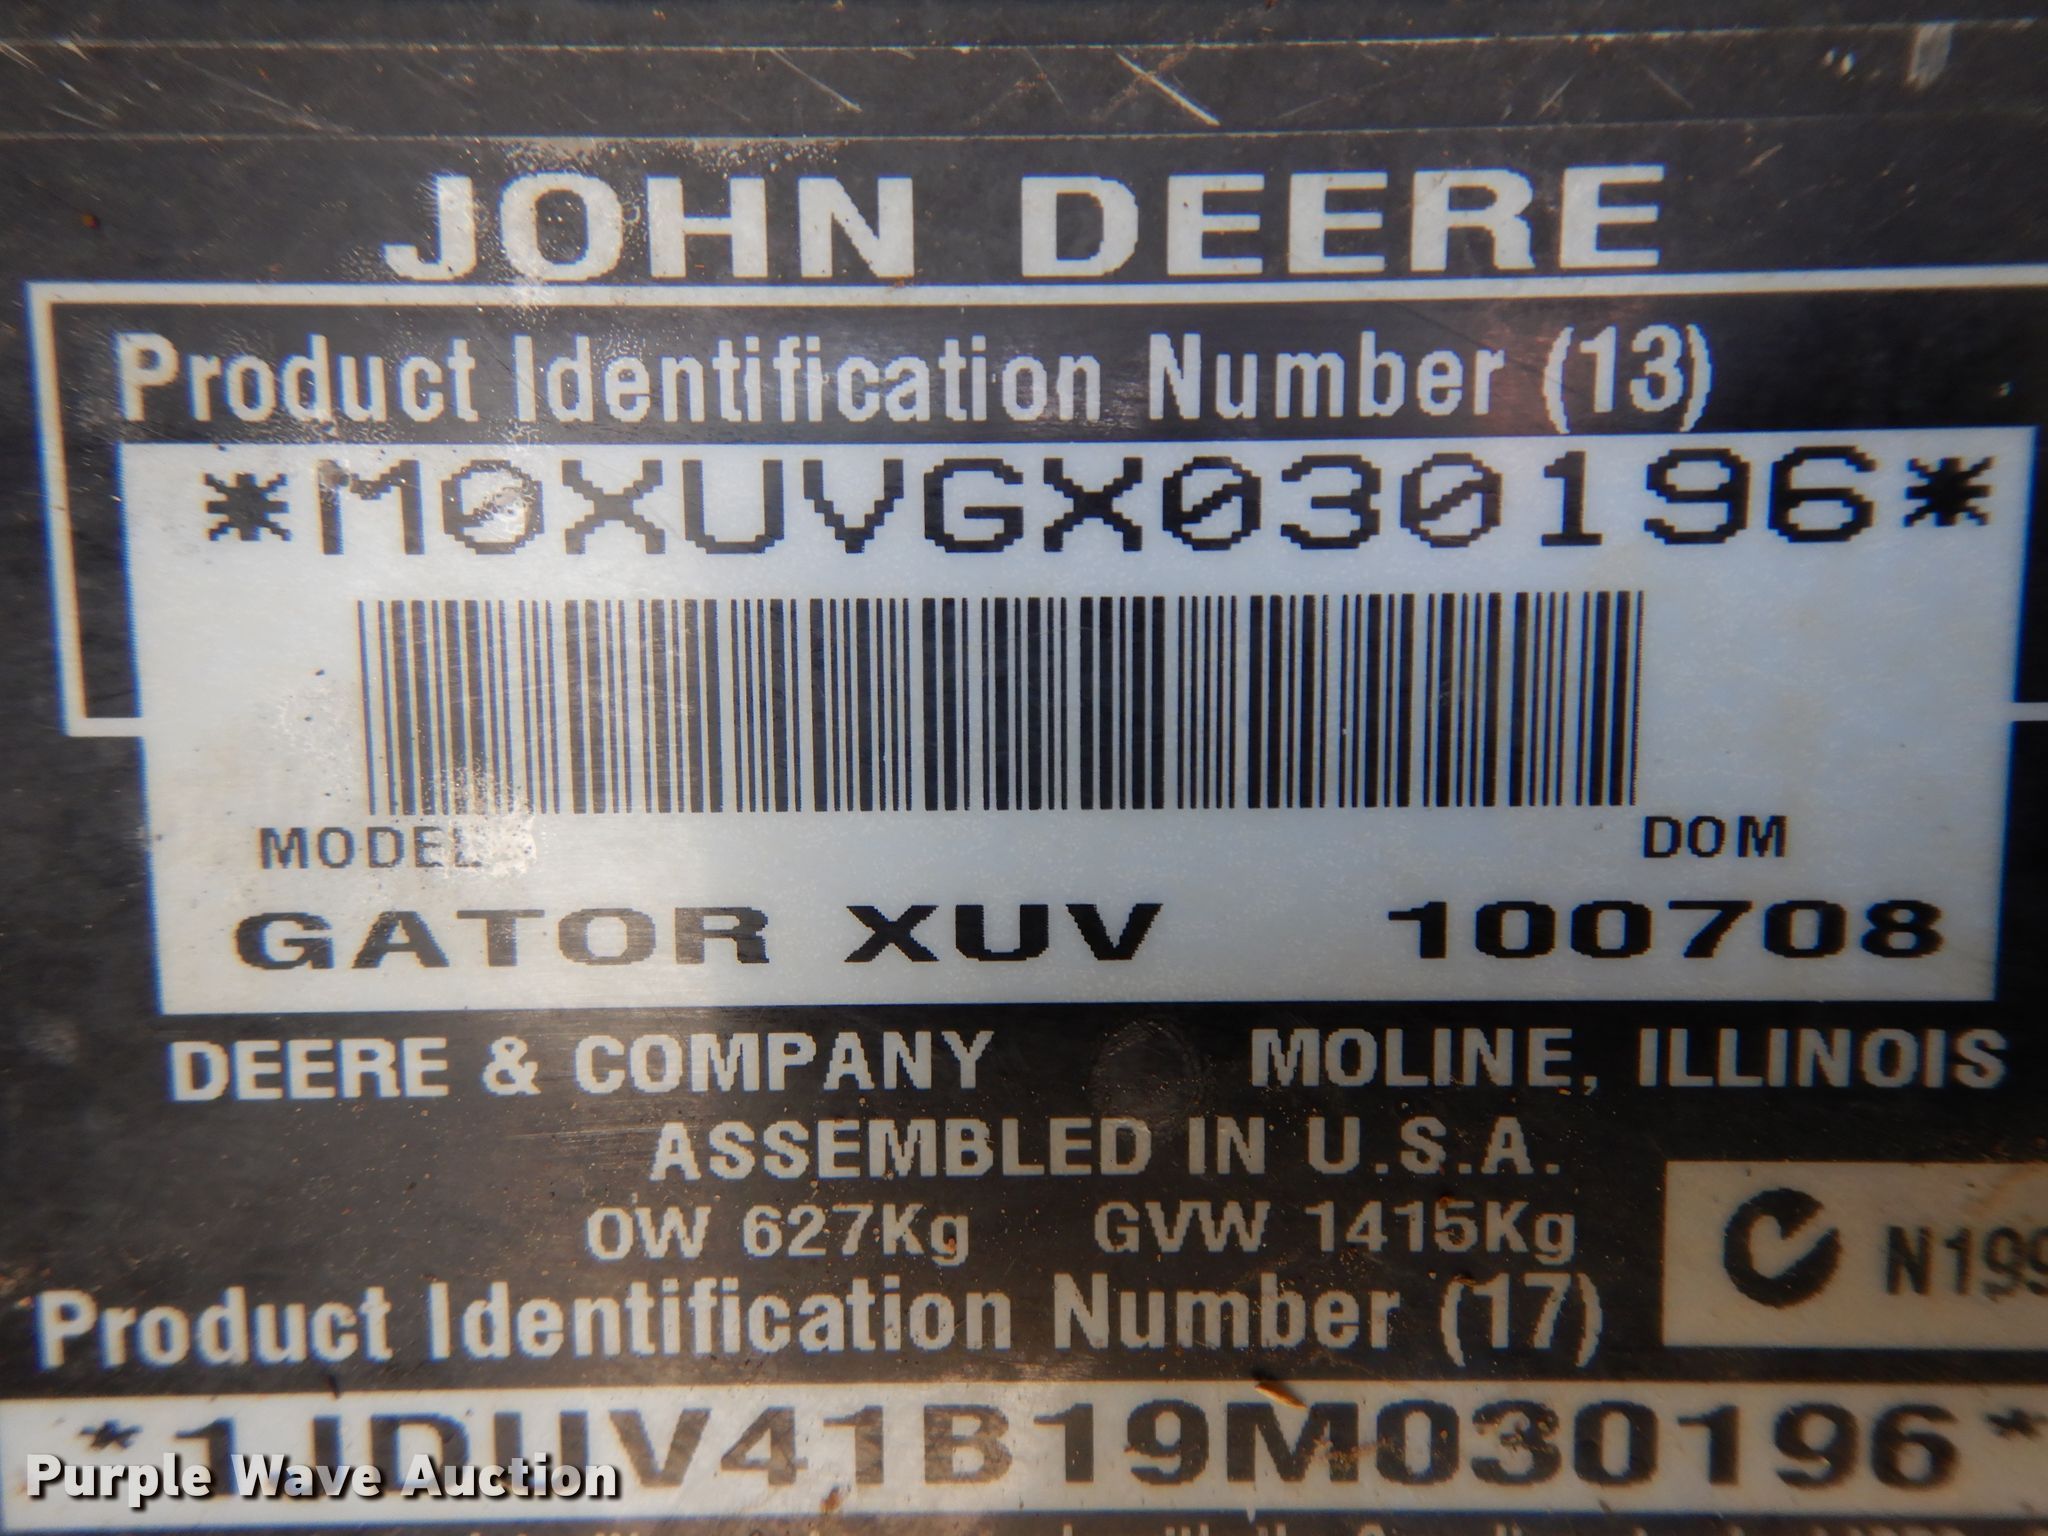 JOHN DEERE
Product Identification Number (13)
*M0XUVGX030196*
MODEL DOM
GATOR XUV 100708
DEERE & COMPANY MOLINE, ILLINOIS
ASSEMBLED IN U.S.A.
OW 627Kg GVW 1415Kg
N199
Product Identification Number (17)
*1JDUV41B19M030196*
Purple Wave Auction